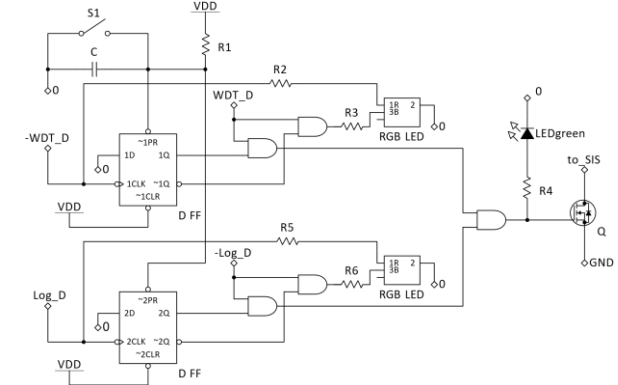 S1
VDD
R1
C
0
R2
WDT_D
R3
1R 2
3B
RGB LED
0
-WDT_D
~1PR
1D 1Q
0
1CLK ~1Q
~1CLR
VDD
D FF
0
LEDgreen
to_SIS
R4
Q
GND
R5
-Log_D
R6
1R 2
3B
RGB LED
0
Log_D
~2PR
2D 2Q
0
2CLK ~2Q
~2CLR
VDD
D FF